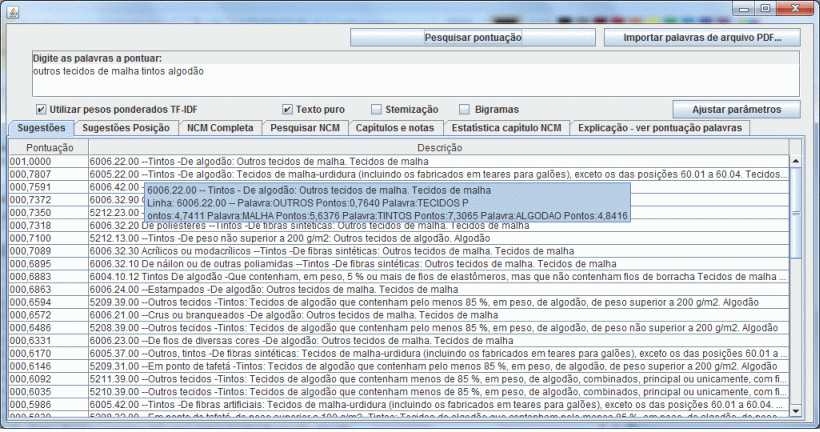 Pesquisar pontuação
Importar palavras de arquivo PDF...
Digite as palavras a pontuar:
outros tecidos de malha tintos algodão
Utilizar pesos ponderados TF-IDF
Texto puro
Stemização
Bigramas
Ajustar parâmetros
Sugestões
Sugestões Posição
NCM Completa
Pesquisar NCM
Capítulos e notas
Estatística capítulo NCM
Explicação - ver pontuação palavras
Pontuação Descrição
001,0000 6006.22.00 --Tintos -De algodão: Outros tecidos de malha. Tecidos de malha
000,7807 6005.22.00 --Tintos -De algodão: Tecidos de malha-urdidura (incluindo os fabricados em teares para galões), exceto os das posições 60.01 a 60.04. Tecidos...
000,7591 6006.42.00
6006.22.00 -- Tintos - De algodão: Outros tecidos de malha. Tecidos de malha
000,7372 6006.32.90
Linha: 6006.22.00 -- Palavra:OUTROS Pontos:0,7640 Palavra:TECIDOS P
000,7350 5212.23.00
ontos:4,7411 Palavra:MALHA Pontos:5,6376 Palavra:TINTOS Pontos:7,3065 Palavra:ALGODAO Pontos:4,8416
000,7318 6006.32.20 De poliésteres --Tintos -De fibras sintéticas: Outros tecidos de malha. Tecidos de malha
000,7100 5212.13.00 --Tintos -De peso não superior a 200 g/m2: Outros tecidos de algodão. Algodão
000,7089 6006.32.30 Acrílicos ou modacrílicos --Tintos -De fibras sintéticas: Outros tecidos de malha. Tecidos de malha
000,6895 6006.32.10 De náilon ou de outras poliamidas --Tintos -De fibras sintéticas: Outros tecidos de malha. Tecidos de malha
000,6883 6004.10.12 Tintos De algodão -Que contenham, em peso, 5 % ou mais de fios de elastômeros, mas que não contenham fios de borracha Tecidos de malha ...
000,6863 6006.24.00 --Estampados -De algodão: Outros tecidos de malha. Tecidos de malha
000,6594 5209.39.00 --Outros tecidos -Tintos: Tecidos de algodão que contenham pelo menos 85 %, em peso, de algodão, de peso superior a 200 g/m2. Algodão
000,6572 6006.21.00 --Crus ou branqueados -De algodão: Outros tecidos de malha. Tecidos de malha
000,6486 5208.39.00 --Outros tecidos -Tintos: Tecidos de algodão que contenham pelo menos 85 %, em peso, de algodão, de peso não superior a 200 g/m2. Algodão
000,6331 6006.23.00 --De fios de diversas cores -De algodão: Outros tecidos de malha. Tecidos de malha
000,6170 6005.37.00 --Outros, tintos -De fibras sintéticas: Tecidos de malha-urdidura (incluindo os fabricados em teares para galões), exceto os das posições 60.01 a ...
000,6146 5209.31.00 --Em ponto de tafetá -Tintos: Tecidos de algodão que contenham pelo menos 85 %, em peso, de algodão, de peso superior a 200 g/m2. Algodão
000,6092 5211.39.00 --Outros tecidos -Tintos: Tecidos de algodão que contenham menos de 85 %, em peso, de algodão, combinados, principal ou unicamente, com fi...
000,6035 5210.39.00 --Outros tecidos -Tintos: Tecidos de algodão que contenham menos de 85 %, em peso, de algodão, combinados, principal ou unicamente, com fi...
000,5986 6005.42.00 --Tintos -De fibras artificiais: Tecidos de malha-urdidura (incluindo os fabricados em teares para galões), exceto os das posições 60.01 a 60.04. ...